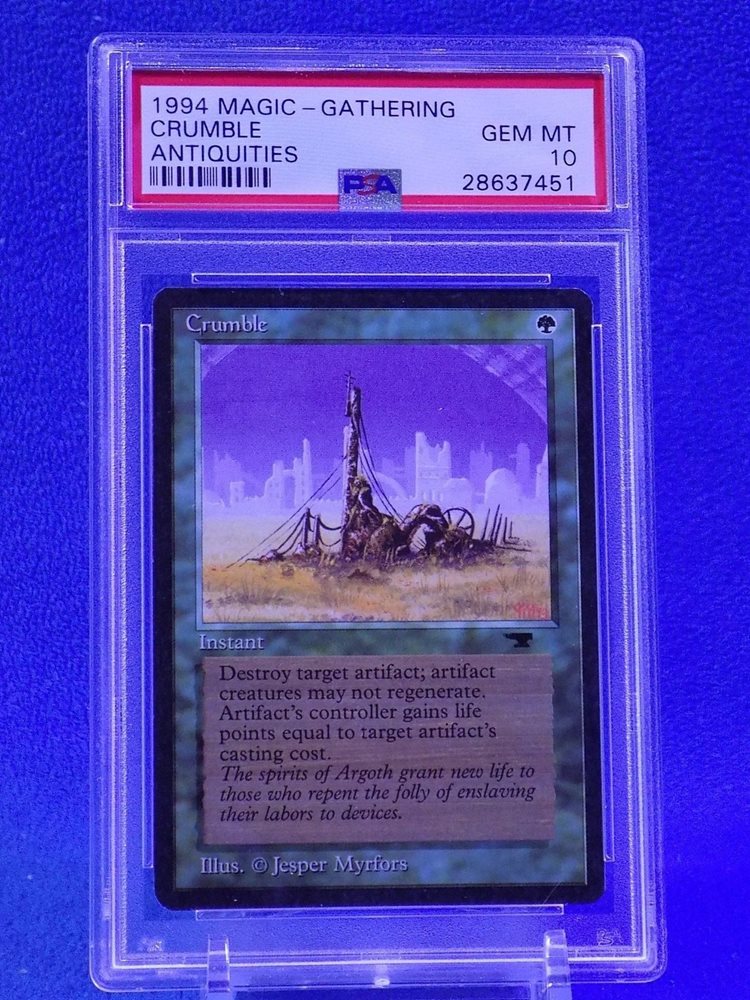 1994 MAGIC – GATHERING
CRUMBLE
GEM MT
ANTIQUITIES
10
PSA
28637451
Crumble
Instant
Destroy target artifact; artifact
creatures may not regenerate.
Artifact's controller gains life
points equal to target artifact's
casting cost.
The spirits of Argoth grant new life to
those who repent the folly of enslaving
their labors to devices.
Illus. © Jesper Myrfors